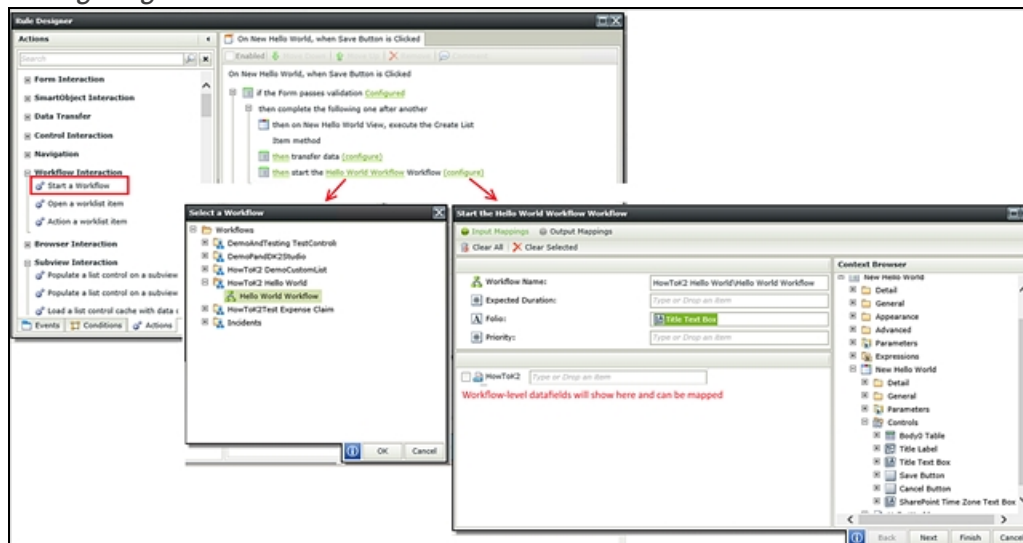 Rule Designer
Actions
Search
Form Interaction
SmartObject Interaction
Data Transfer
Control Interaction
Navigation
Workflow Interaction
Start a Workflow
Open a worklist item
Action a worklist item
Browser Interaction
Subview Interaction
Populate a list control on a subview
Populate a list control on a subview
Load a list control cache with data
Events Conditions Actions
On New Hello World, when Save Button is Clicked
Enabled
On New Hello World, when Save Button is Clicked
if the Form passes validation Configured
then complete the following one after another
then on New Hello World View, execute the Create List
Item method
then transfer data (configure)
then start the Hello World Workflow Workflow (configure)
Select a Workflow
Workflows
DemoAndTesting TestControls
DemoPandDK2Studio
HowToK2 DemoCustomList
HowToK2 Hello World
Hello World Workflow
HowToK2Test Expense Claim
Incidents
OK Cancel
Start the Hello World Workflow Workflow
Input Mappings Output Mappings
Clear All Clear Selected
Workflow Name: HowToK2 Hello World\Hello World Workflow
Expected Duration: Type or Drop an item
Folio: Title Text Box
Priority: Type or Drop an item
HowToK2 Type or Drop an item
Workflow-level datafields will show here and can be mapped
Context Browser
New Hello World
Detail
General
Appearance
Advanced
Parameters
Expressions
New Hello World
Detail
General
Parameters
Controls
Body0 Table
Title Label
Title Text Box
Save Button
Cancel Button
SharePoint Time Zone Text Box
Back Next Finish Cancel